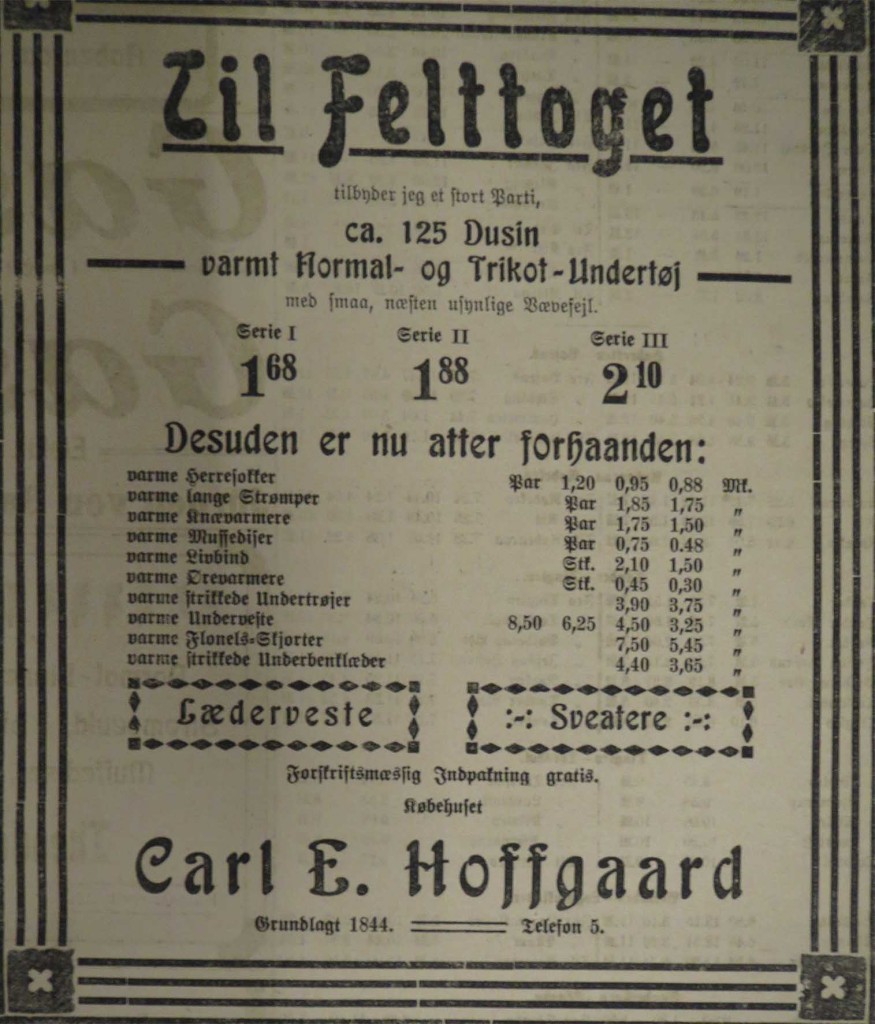 Til Felttoget
tilbyder jeg et stort Parti,
ca. 125 Dusin
varmt Normal- og Trikot-Undertøj
med smaa, næsten usynlige Vævefejl.
Serie I Serie II Serie III
1 68 1 88 2 10
Desuden er nu atter forhaanden:
varme Herresokker Par 1,20 0,95 0,88 Mk.
varme lange Strømper Par 1,85 1,75 „
varme Knævarmere Par 1,75 1,50 „
varme Muffediser Par 0,75 0.48 „
varme Livbind Stk. 2,10 1,50 „
varme Ørevarmere Stk. 0,45 0,30 „
varme strikkede Undertrøjer 3,90 3,75 „
varme Underveste 8,50 6,25 4,50 3,25 „
varme Flonels-Skjorter 7,50 5,45 „
varme strikkede Underbenklæder 4,40 3,65 „
Læderveste :-: Sveatere :-:
Forskriftsmæssig Indpakning gratis.
Købehuset
Carl E. Hoffgaard
Grundlagt 1844. Telefon 5.